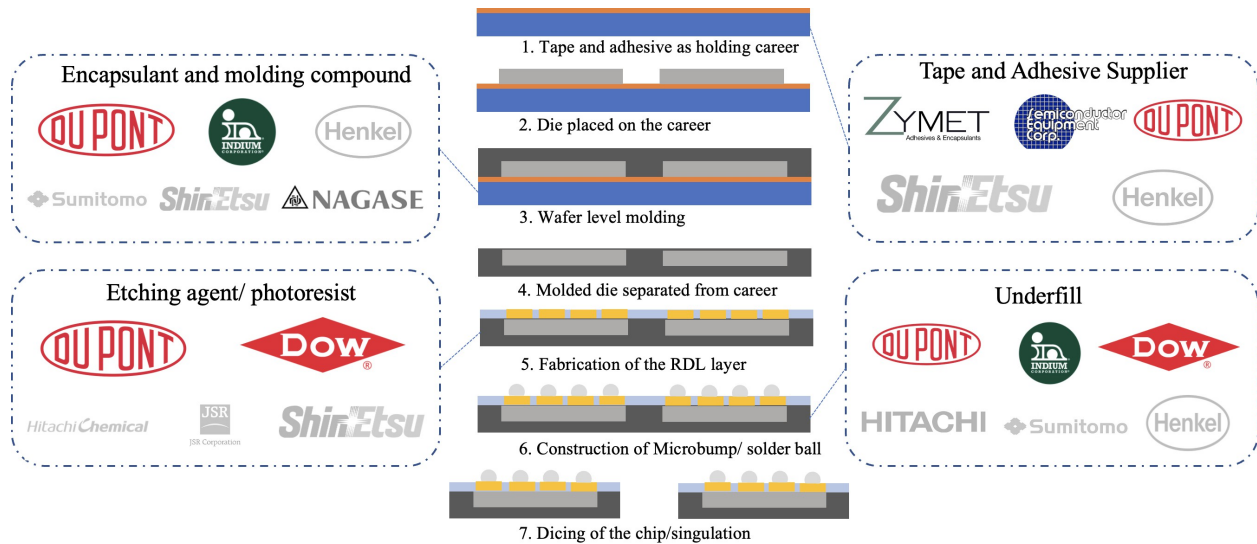 Encapsulant and molding compound
DUPONT
INDIUM
CORPORATION®
Henkel
Sumitomo
ShinEtsu
NAGASE
Etching agent/ photoresist
DUPONT
DOW
®
Hitachi Chemical
JSR
JSR Corporation
ShinEtsu
1. Tape and adhesive as holding career
2. Die placed on the career
3. Wafer level molding
4. Molded die separated from career
5. Fabrication of the RDL layer
6. Construction of Microbump/ solder ball
7. Dicing of the chip/singulation
Tape and Adhesive Supplier
ZYMET
Adhesives & Encapsulants
Semiconductor
Equipment
Corp.
DUPONT
ShinEtsu
Henkel
Underfill
DUPONT
INDIUM
CORPORATION®
DOW
®
HITACHI
Sumitomo
Henkel